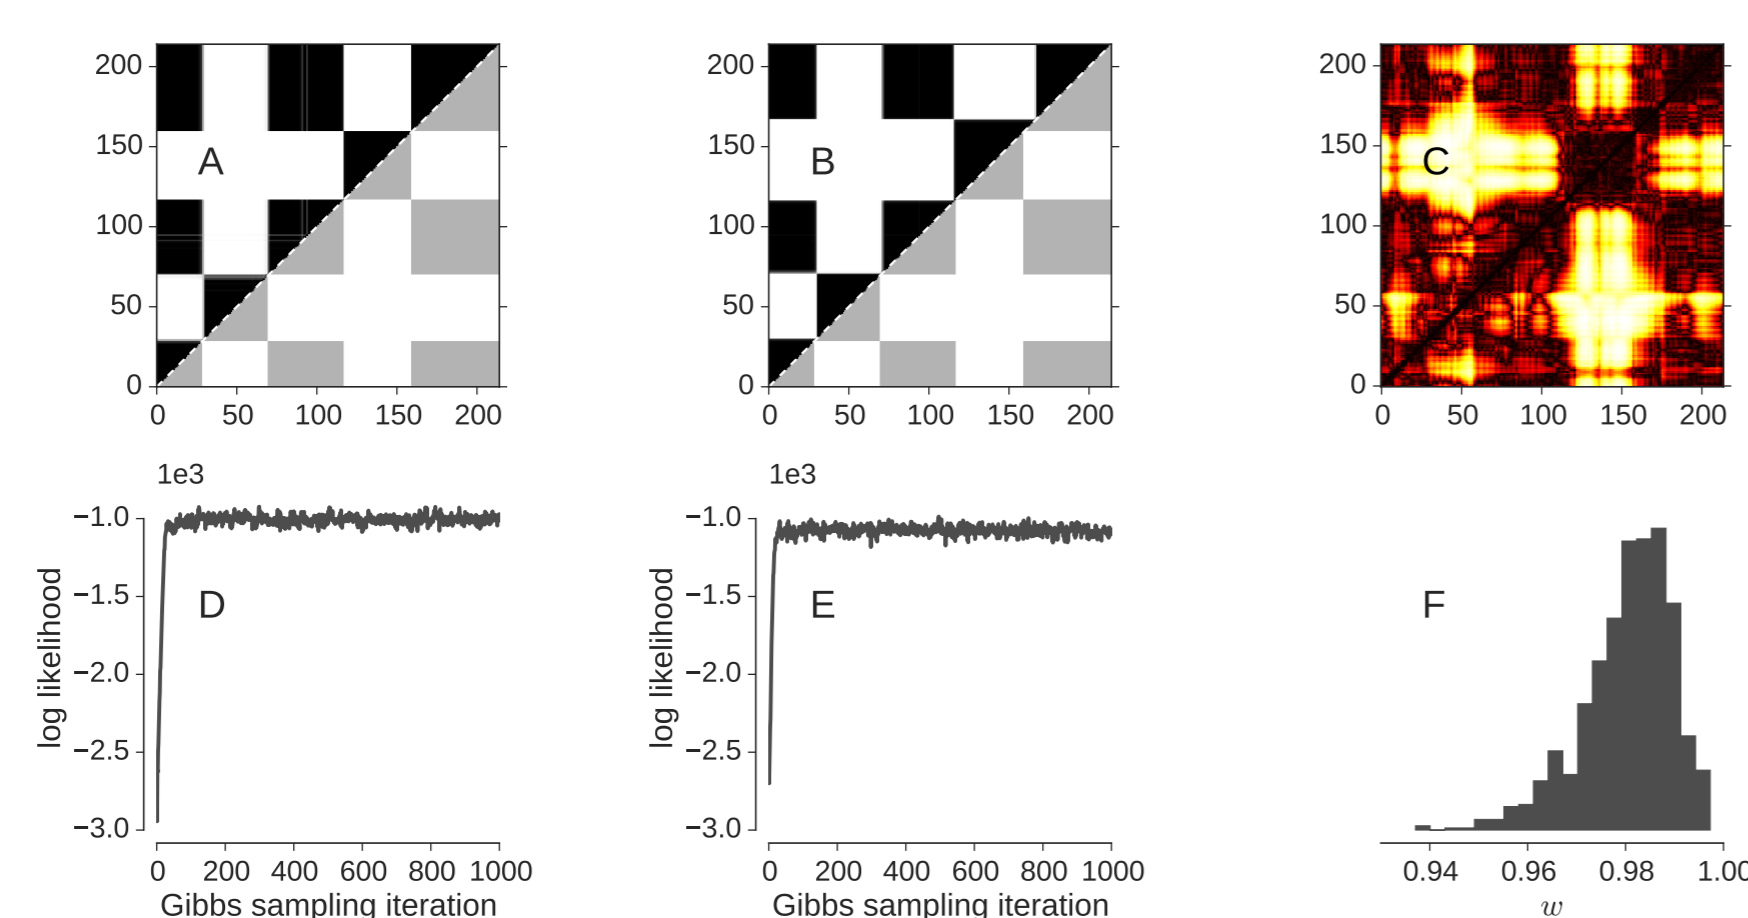 200
150
100
50
0
A
0 50 100 150 200
200
150
100
50
0
B
0 50 100 150 200
200
150
100
50
0
C
0 50 100 150 200
1e3
−1.0
−1.5
−2.0
−2.5
−3.0
log likelihood
D
0 200 400 600 800 1000
Gibbs sampling iteration
1e3
−1.0
−1.5
−2.0
−2.5
−3.0
log likelihood
E
0 200 400 600 800 1000
Gibbs sampling iteration
F
0.94 0.96 0.98 1.00
w